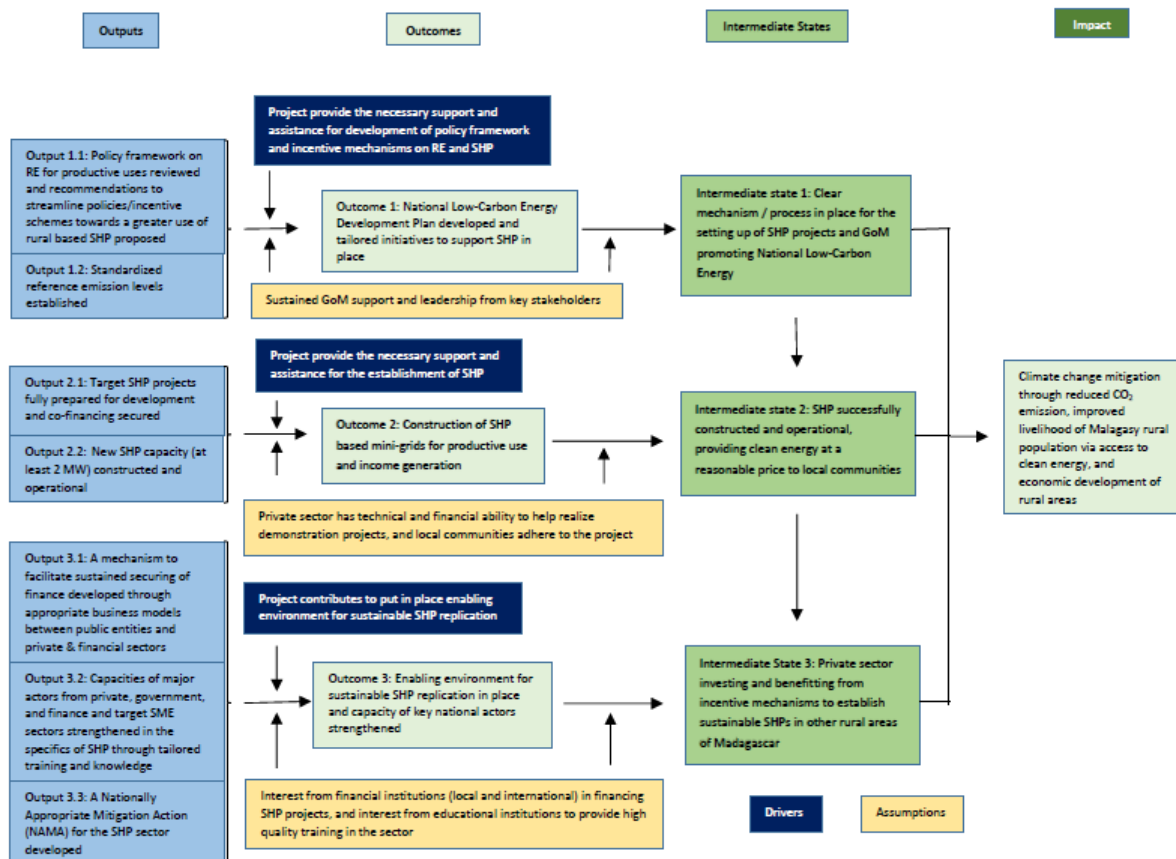 Outputs
Outcomes
Intermediate States
Impact
Project provide the necessary support and
assistance for development of policy framework
and incentive mechanisms on RE and SHP
Output 1.1: Policy framework on
RE for productive uses reviewed
and recommendations to
streamline policies/incentive
schemes towards a greater use of
rural based SHP proposed
Output 1.2: Standardized
reference emission levels
established
Outcome 1: National Low-Carbon Energy
Development Plan developed and
tailored initiatives to support SHP in
place
Sustained GoM support and leadership from key stakeholders
Intermediate state 1: Clear
mechanism / process in place for the
setting up of SHP projects and GoM
promoting National Low-Carbon
Energy
Project provide the necessary support and
assistance for the establishment of SHP
Output 2.1: Target SHP projects
fully prepared for development
and co-financing secured
Output 2.2: New SHP capacity (at
least 2 MW) constructed and
operational
Outcome 2: Construction of SHP
based mini-grids for productive use
and income generation
Private sector has technical and financial ability to help realize
demonstration projects, and local communities adhere to the project
Intermediate state 2: SHP successfully
constructed and operational,
providing clean energy at a
reasonable price to local communities
Climate change mitigation
through reduced CO₂
emission, improved
livelihood of Malagasy rural
population via access to
clean energy, and
economic development of
rural areas
Output 3.1: A mechanism to
facilitate sustained securing of
finance developed through
appropriate business models
between public entities and
private & financial sectors
Output 3.2: Capacities of major
actors from private, government,
and finance and target SME
sectors strengthened in the
specifics of SHP through tailored
training and knowledge
Output 3.3: A Nationally
Appropriate Mitigation Action
(NAMA) for the SHP sector
developed
Project contributes to put in place enabling
environment for sustainable SHP replication
Outcome 3: Enabling environment for
sustainable SHP replication in place
and capacity of key national actors
strengthened
Interest from financial institutions (local and international) in financing
SHP projects, and interest from educational institutions to provide high
quality training in the sector
Intermediate State 3: Private sector
investing and benefitting from
incentive mechanisms to establish
sustainable SHPs in other rural areas
of Madagascar
Drivers
Assumptions